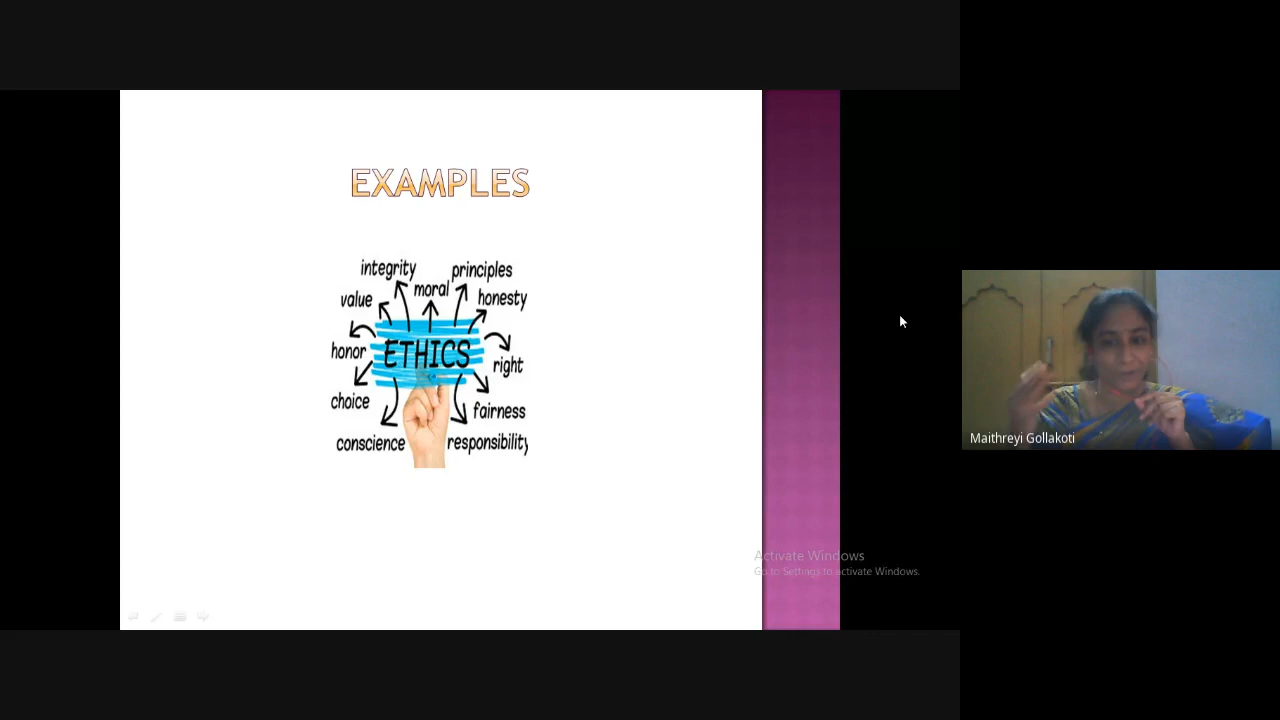 EXAMPLES
integrity
principles
moral
value
honesty
ETHICS
honor
right
choice
fairness
conscience
responsibility
Maithreyi Gollakoti
Activate Windows
Go to Settings to activate Windows.